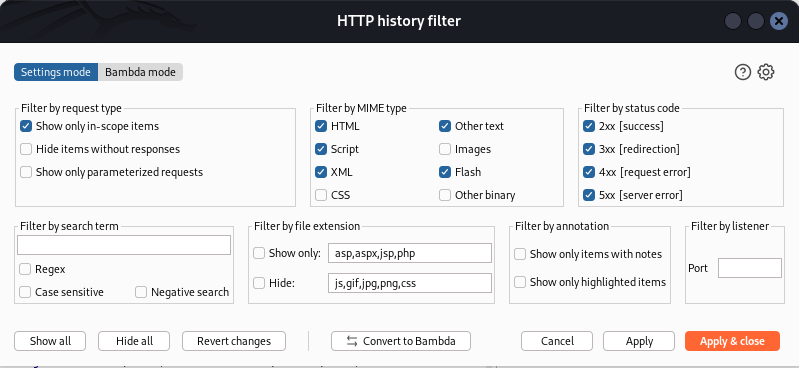 HTTP history filter
Settings mode Bambda mode
Filter by request type
Show only in-scope items
Hide items without responses
Show only parameterized requests
Filter by MIME type
HTML Other text
Script Images
XML Flash
CSS Other binary
Filter by status code
2xx [success]
3xx [redirection]
4xx [request error]
5xx [server error]
Filter by search term
Regex
Case sensitive Negative search
Filter by file extension
Show only: asp,aspx,jsp,php
Hide: js,gif,jpg,png,css
Filter by annotation
Show only items with notes
Show only highlighted items
Filter by listener
Port
Show all Hide all Revert changes Convert to Bambda Cancel Apply Apply & close